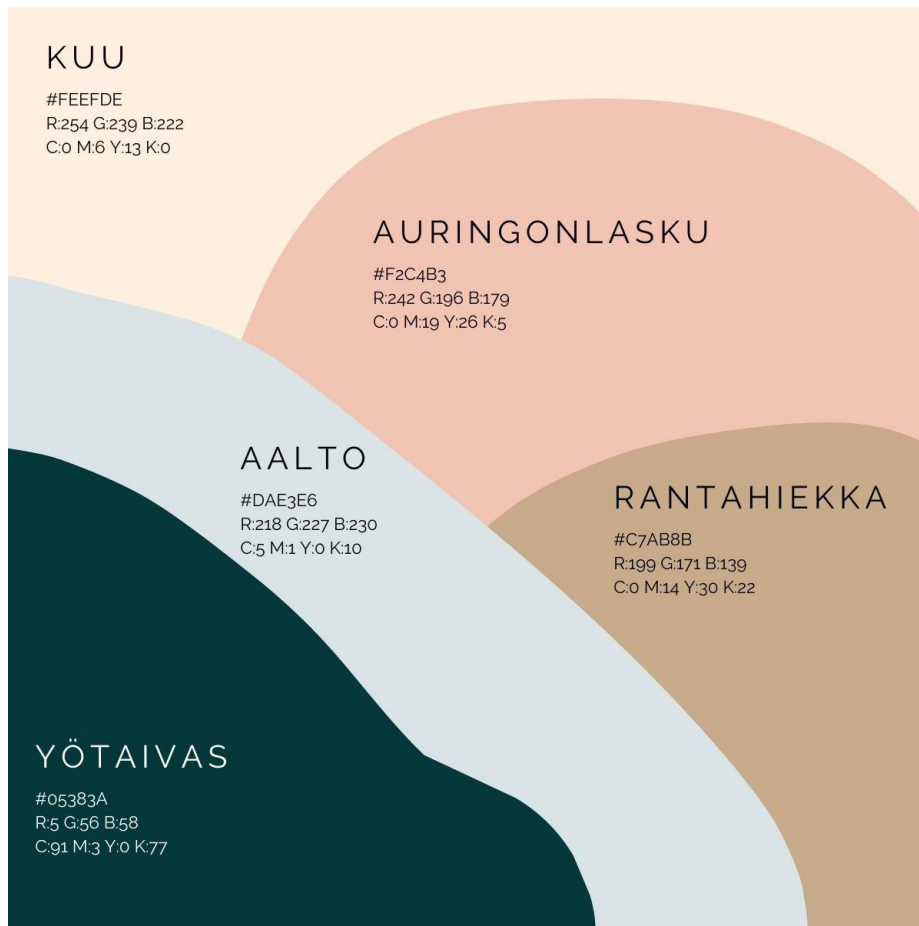 KUU
#FEEFDE
R:254 G:239 B:222
C:0 M:6 Y:13 K:0
AURINGONLASKU
#F2C4B3
R:242 G:196 B:179
C:0 M:19 Y:26 K:5
AALTO
#DAE3E6
R:218 G:227 B:230
C:5 M:1 Y:0 K:10
RANTAHIEKKA
#C7AB8B
R:199 G:171 B:139
C:0 M:14 Y:30 K:22
YÖTAIVAS
#05383A
R:5 G:56 B:58
C:91 M:3 Y:0 K:77